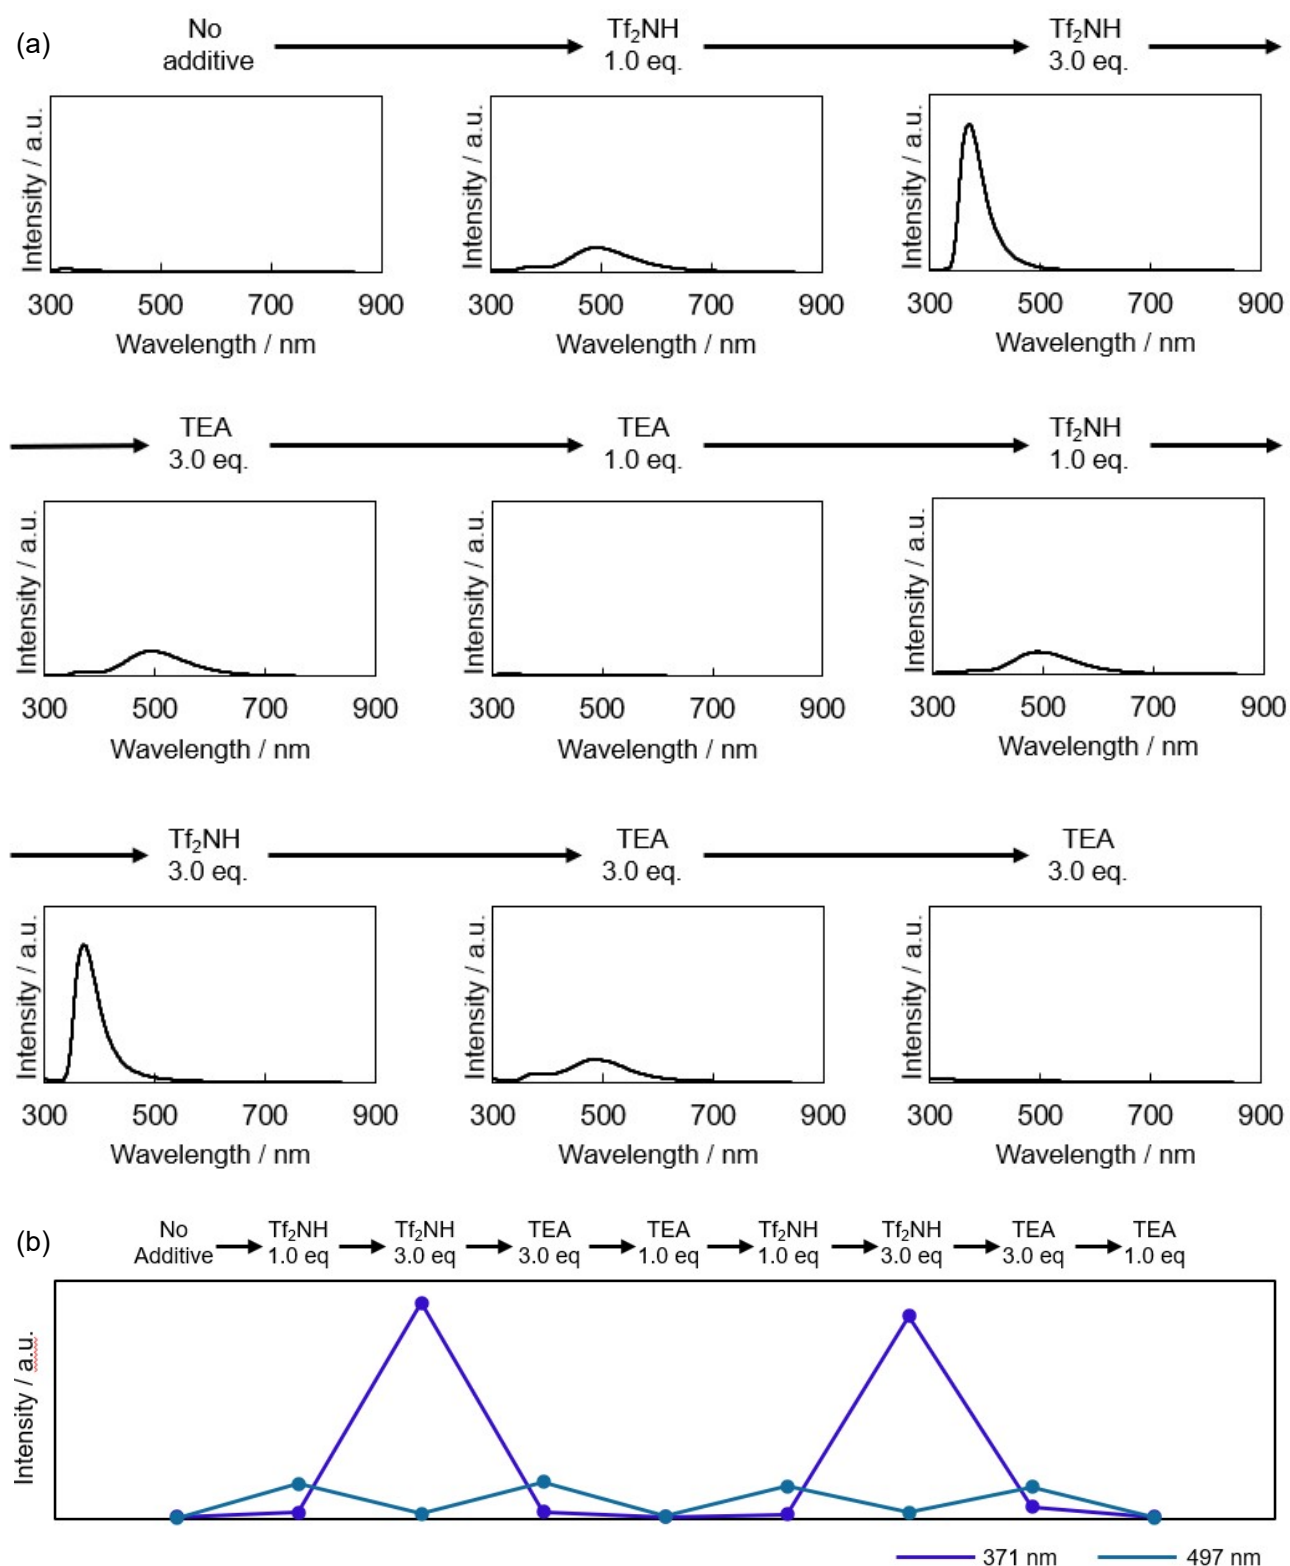 (a)
No
additive
Tf₂NH
1.0 eq.
Tf₂NH
3.0 eq.
Intensity / a.u.
Intensity / a.u.
Intensity / a.u.
300 500 700 900
300 500 700 900
300 500 700 900
Wavelength / nm
Wavelength / nm
Wavelength / nm
TEA
3.0 eq.
TEA
1.0 eq.
Tf₂NH
1.0 eq.
Intensity / a.u.
Intensity / a.u.
Intensity / a.u.
300 500 700 900
300 500 700 900
300 500 700 900
Wavelength / nm
Wavelength / nm
Wavelength / nm
Tf₂NH
3.0 eq.
TEA
3.0 eq.
TEA
3.0 eq.
Intensity / a.u.
Intensity / a.u.
Intensity / a.u.
300 500 700 900
300 500 700 900
300 500 700 900
Wavelength / nm
Wavelength / nm
Wavelength / nm
(b)
No
Additive
Tf₂NH
1.0 eq
Tf₂NH
3.0 eq
TEA
3.0 eq
TEA
1.0 eq
Tf₂NH
1.0 eq
Tf₂NH
3.0 eq
TEA
3.0 eq
TEA
1.0 eq
Intensity / a.u.
371 nm
497 nm